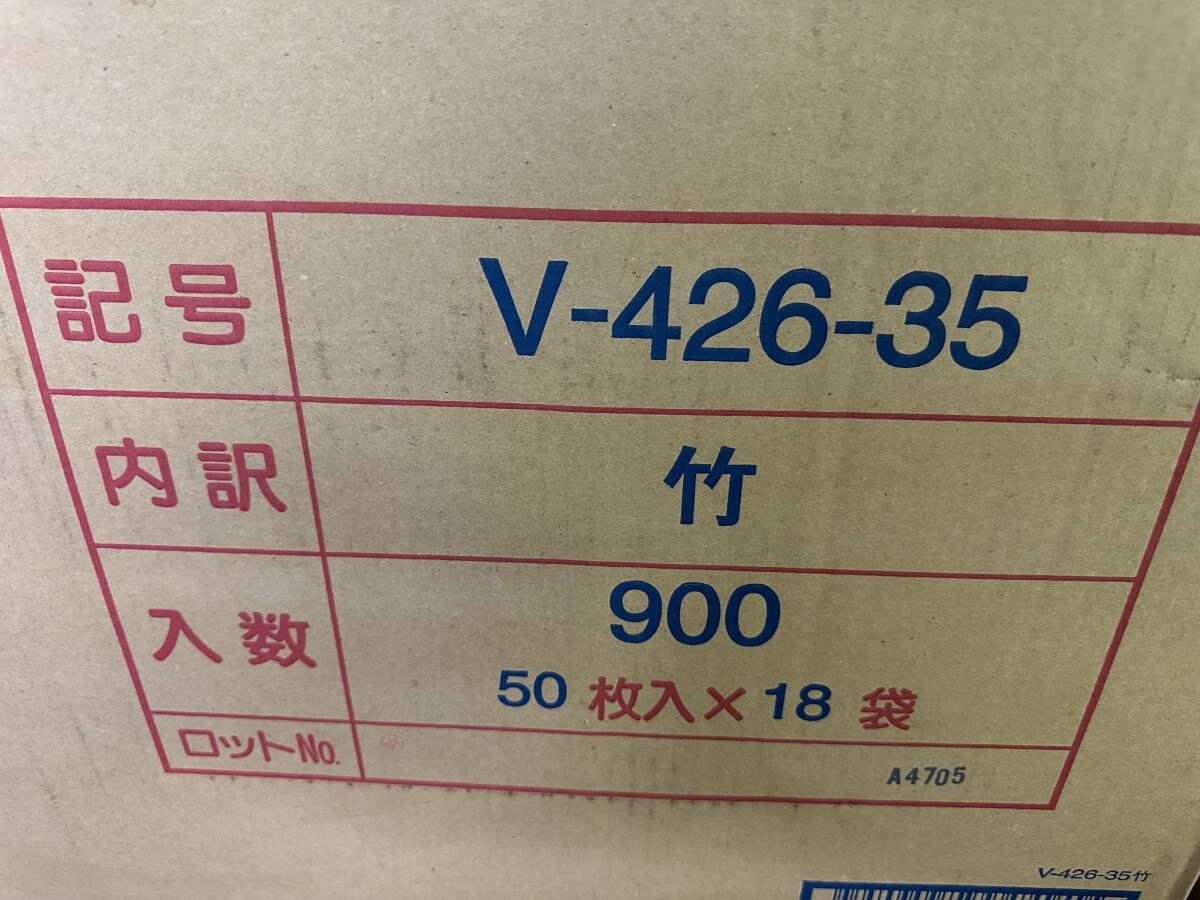 記号 V-426-35
内訳 竹
入数 900
50 枚入×18 袋
ロットNo. A4705
V-426-35竹